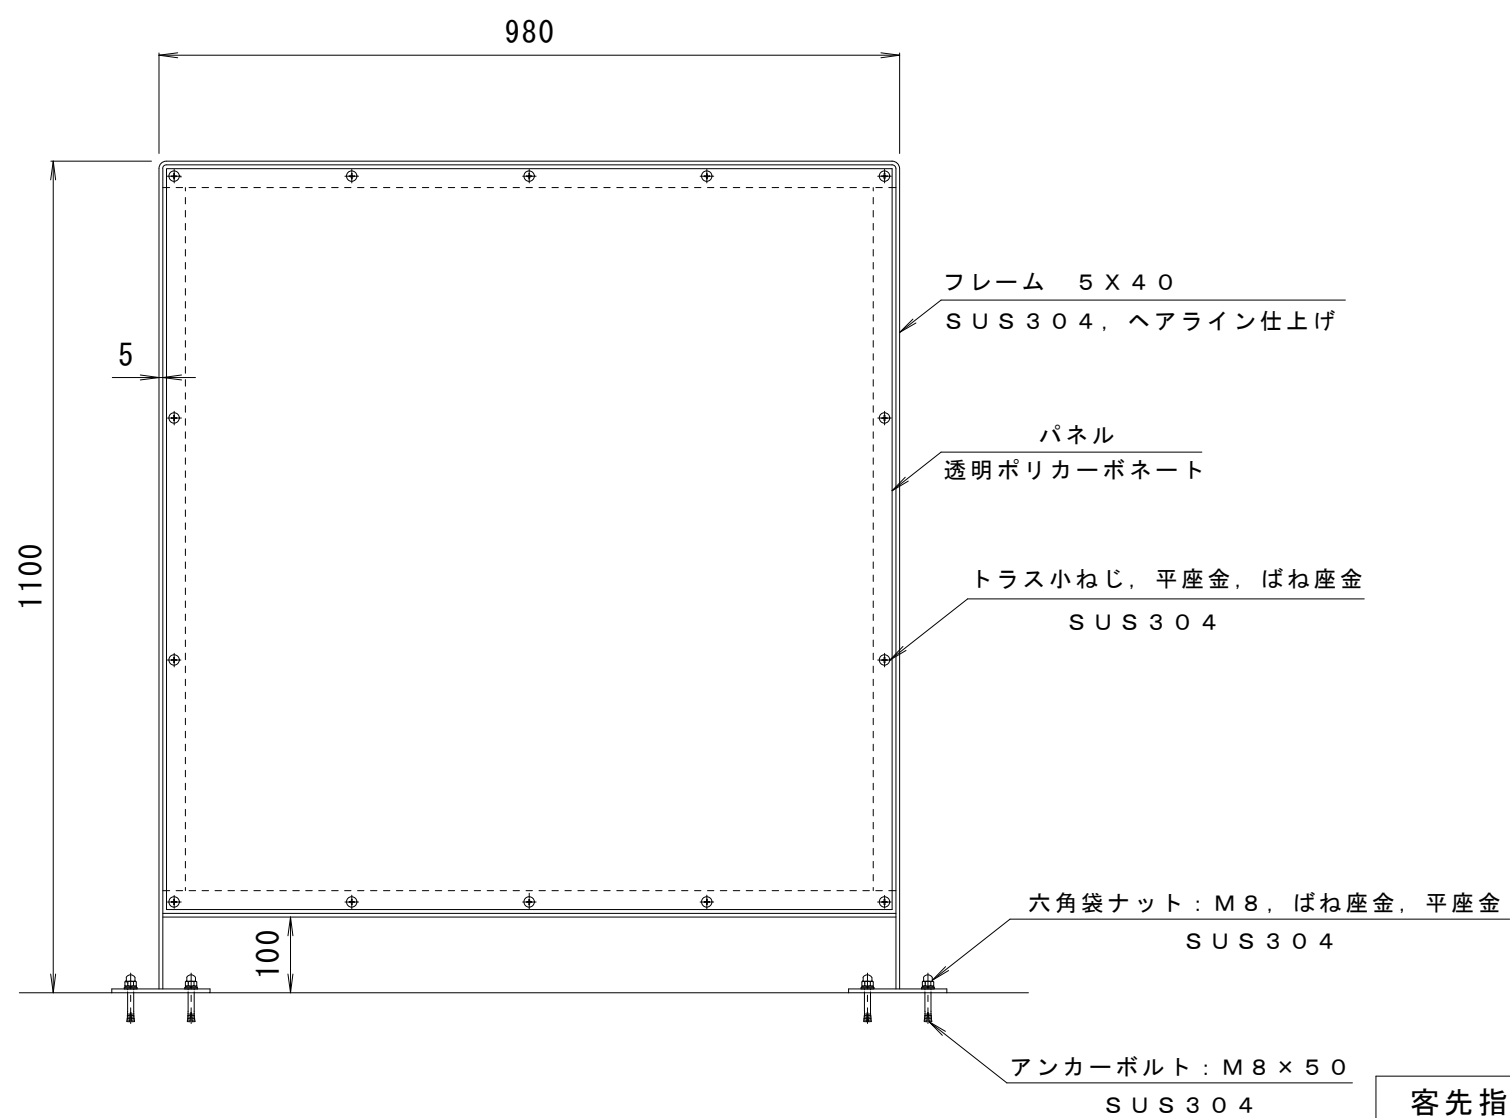 980
フレーム 5X40
SUS304, ヘアライン仕上げ
5
パネル
透明ポリカーボネート
1100
トラス小ねじ, 平座金, ばね座金
SUS304
六角袋ナット:M8, ばね座金, 平座金
SUS304
100
アンカーボルト:M8×50
SUS304
客先指